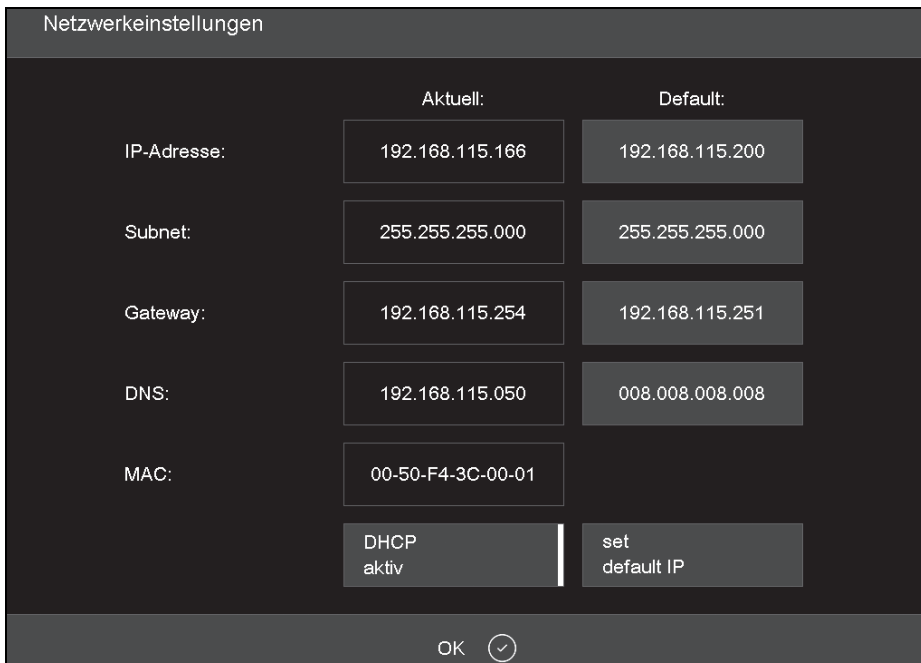 Netzwerkeinstellungen
Aktuell: Default:
IP-Adresse: 192.168.115.166 192.168.115.200
Subnet: 255.255.255.000 255.255.255.000
Gateway: 192.168.115.254 192.168.115.251
DNS: 192.168.115.050 008.008.008.008
MAC: 00-50-F4-3C-00-01
DHCP set
aktiv default IP
OK